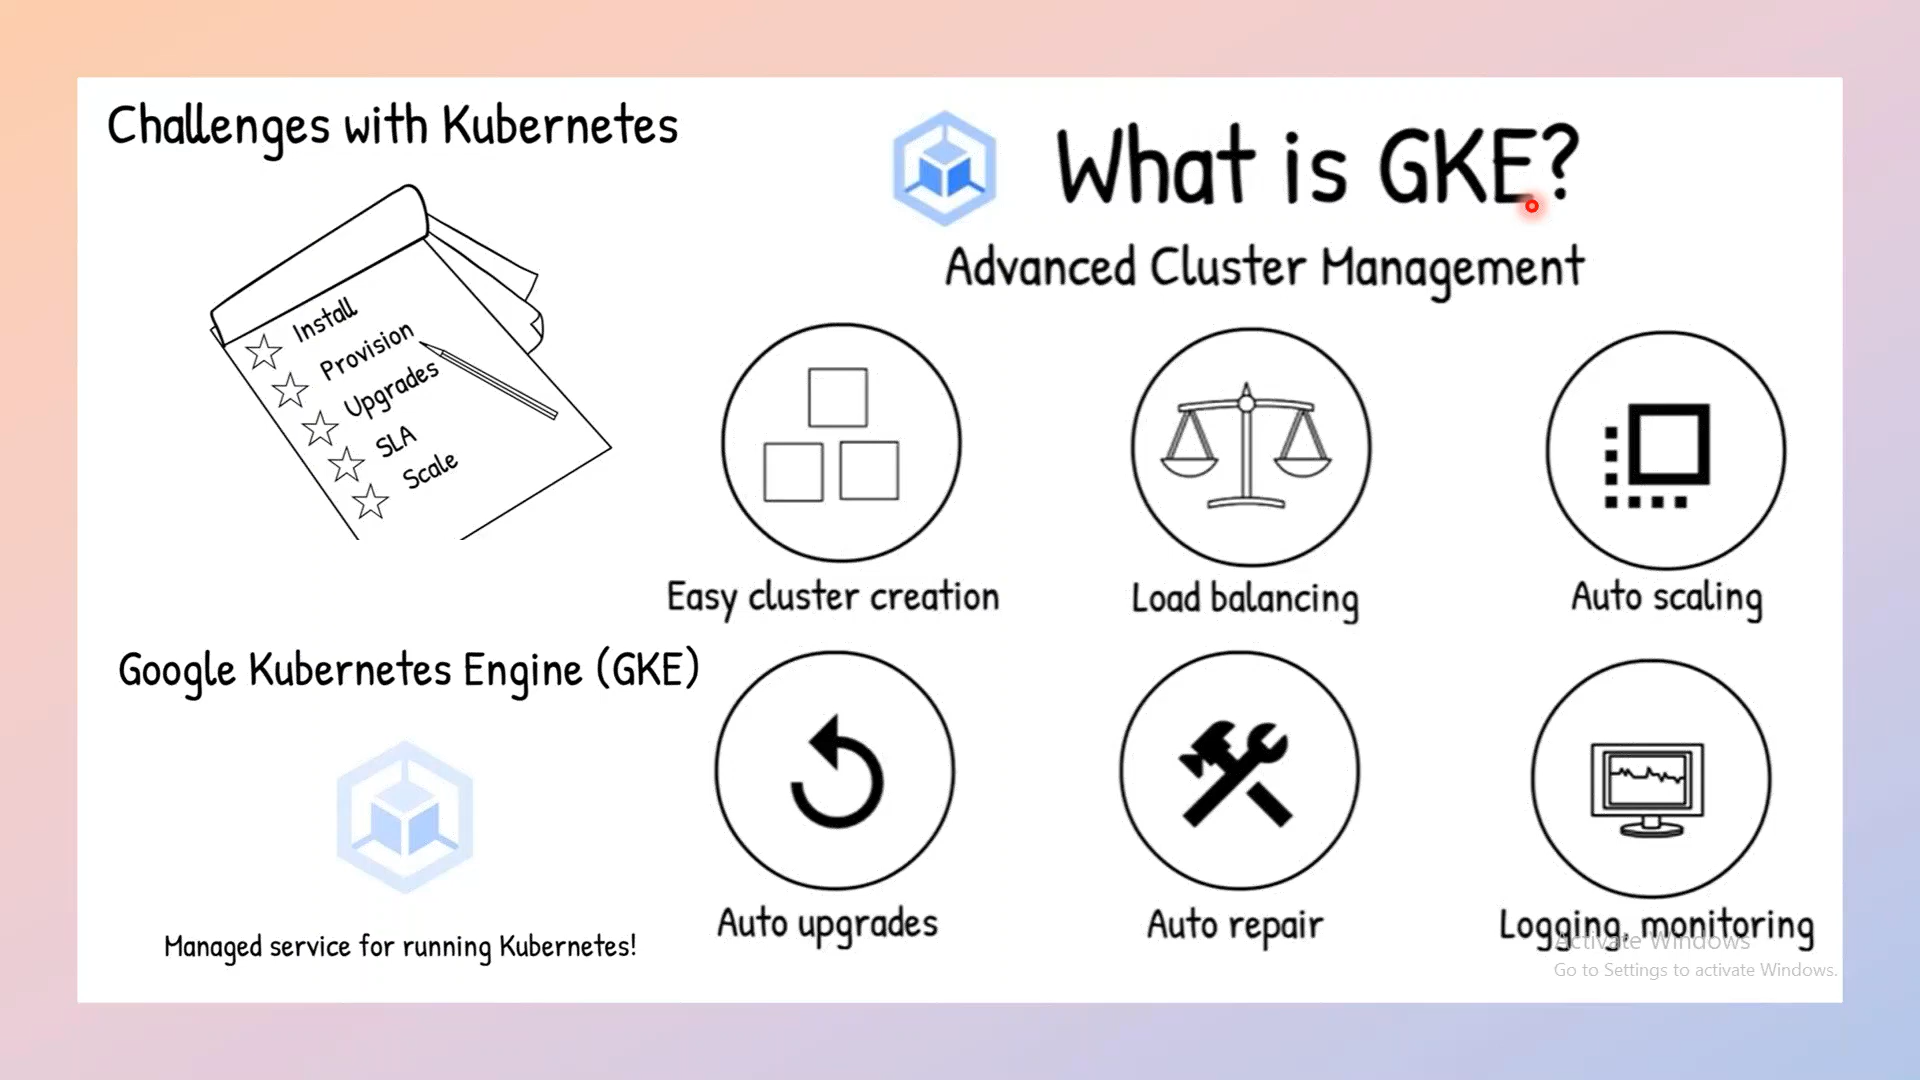 Challenges with Kubernetes
Install
Provision
Upgrades
SLA
Scale
Google Kubernetes Engine (GKE)
Managed service for running Kubernetes!
What is GKE?
Advanced Cluster Management
Easy cluster creation
Load balancing
Auto scaling
Auto upgrades
Auto repair
Logging, monitoring
Activate Windows
Go to Settings to activate Windows.